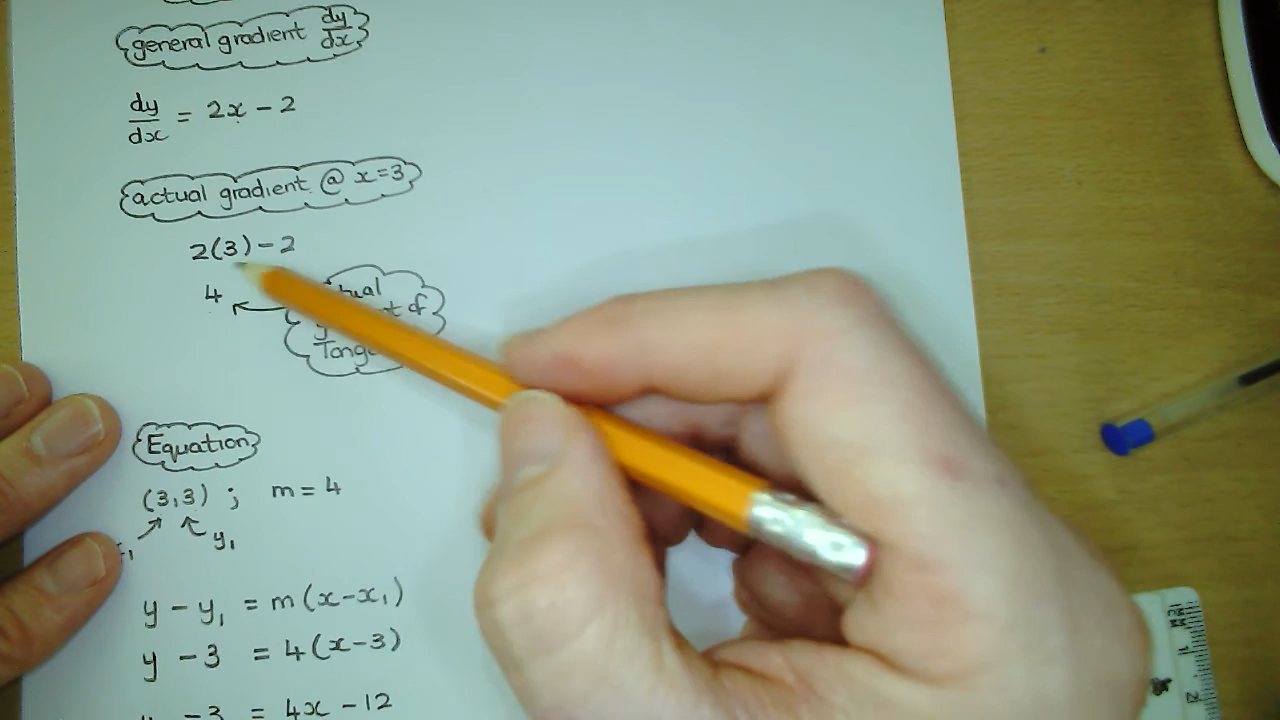 general gradient dy/dx
dy/dx = 2x - 2
actual gradient @ x=3
2(3) - 2
4
of
Equation
(3,3) ; m = 4
y₁
y - y₁ = m(x-x₁)
y - 3 = 4(x-3)
-3 = 4x - 12